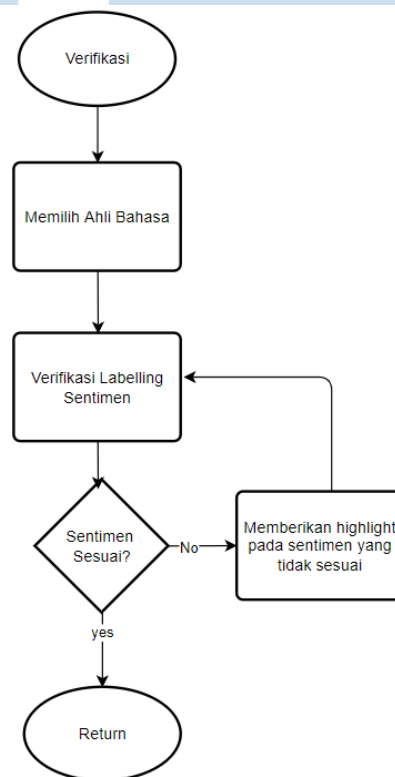 Verifikasi
Memilih Ahli Bahasa
Verifikasi Labelling
Sentimen
Sentimen
Sesuai?
No
Memberikan highlight
pada sentimen yang
tidak sesuai
yes
Return